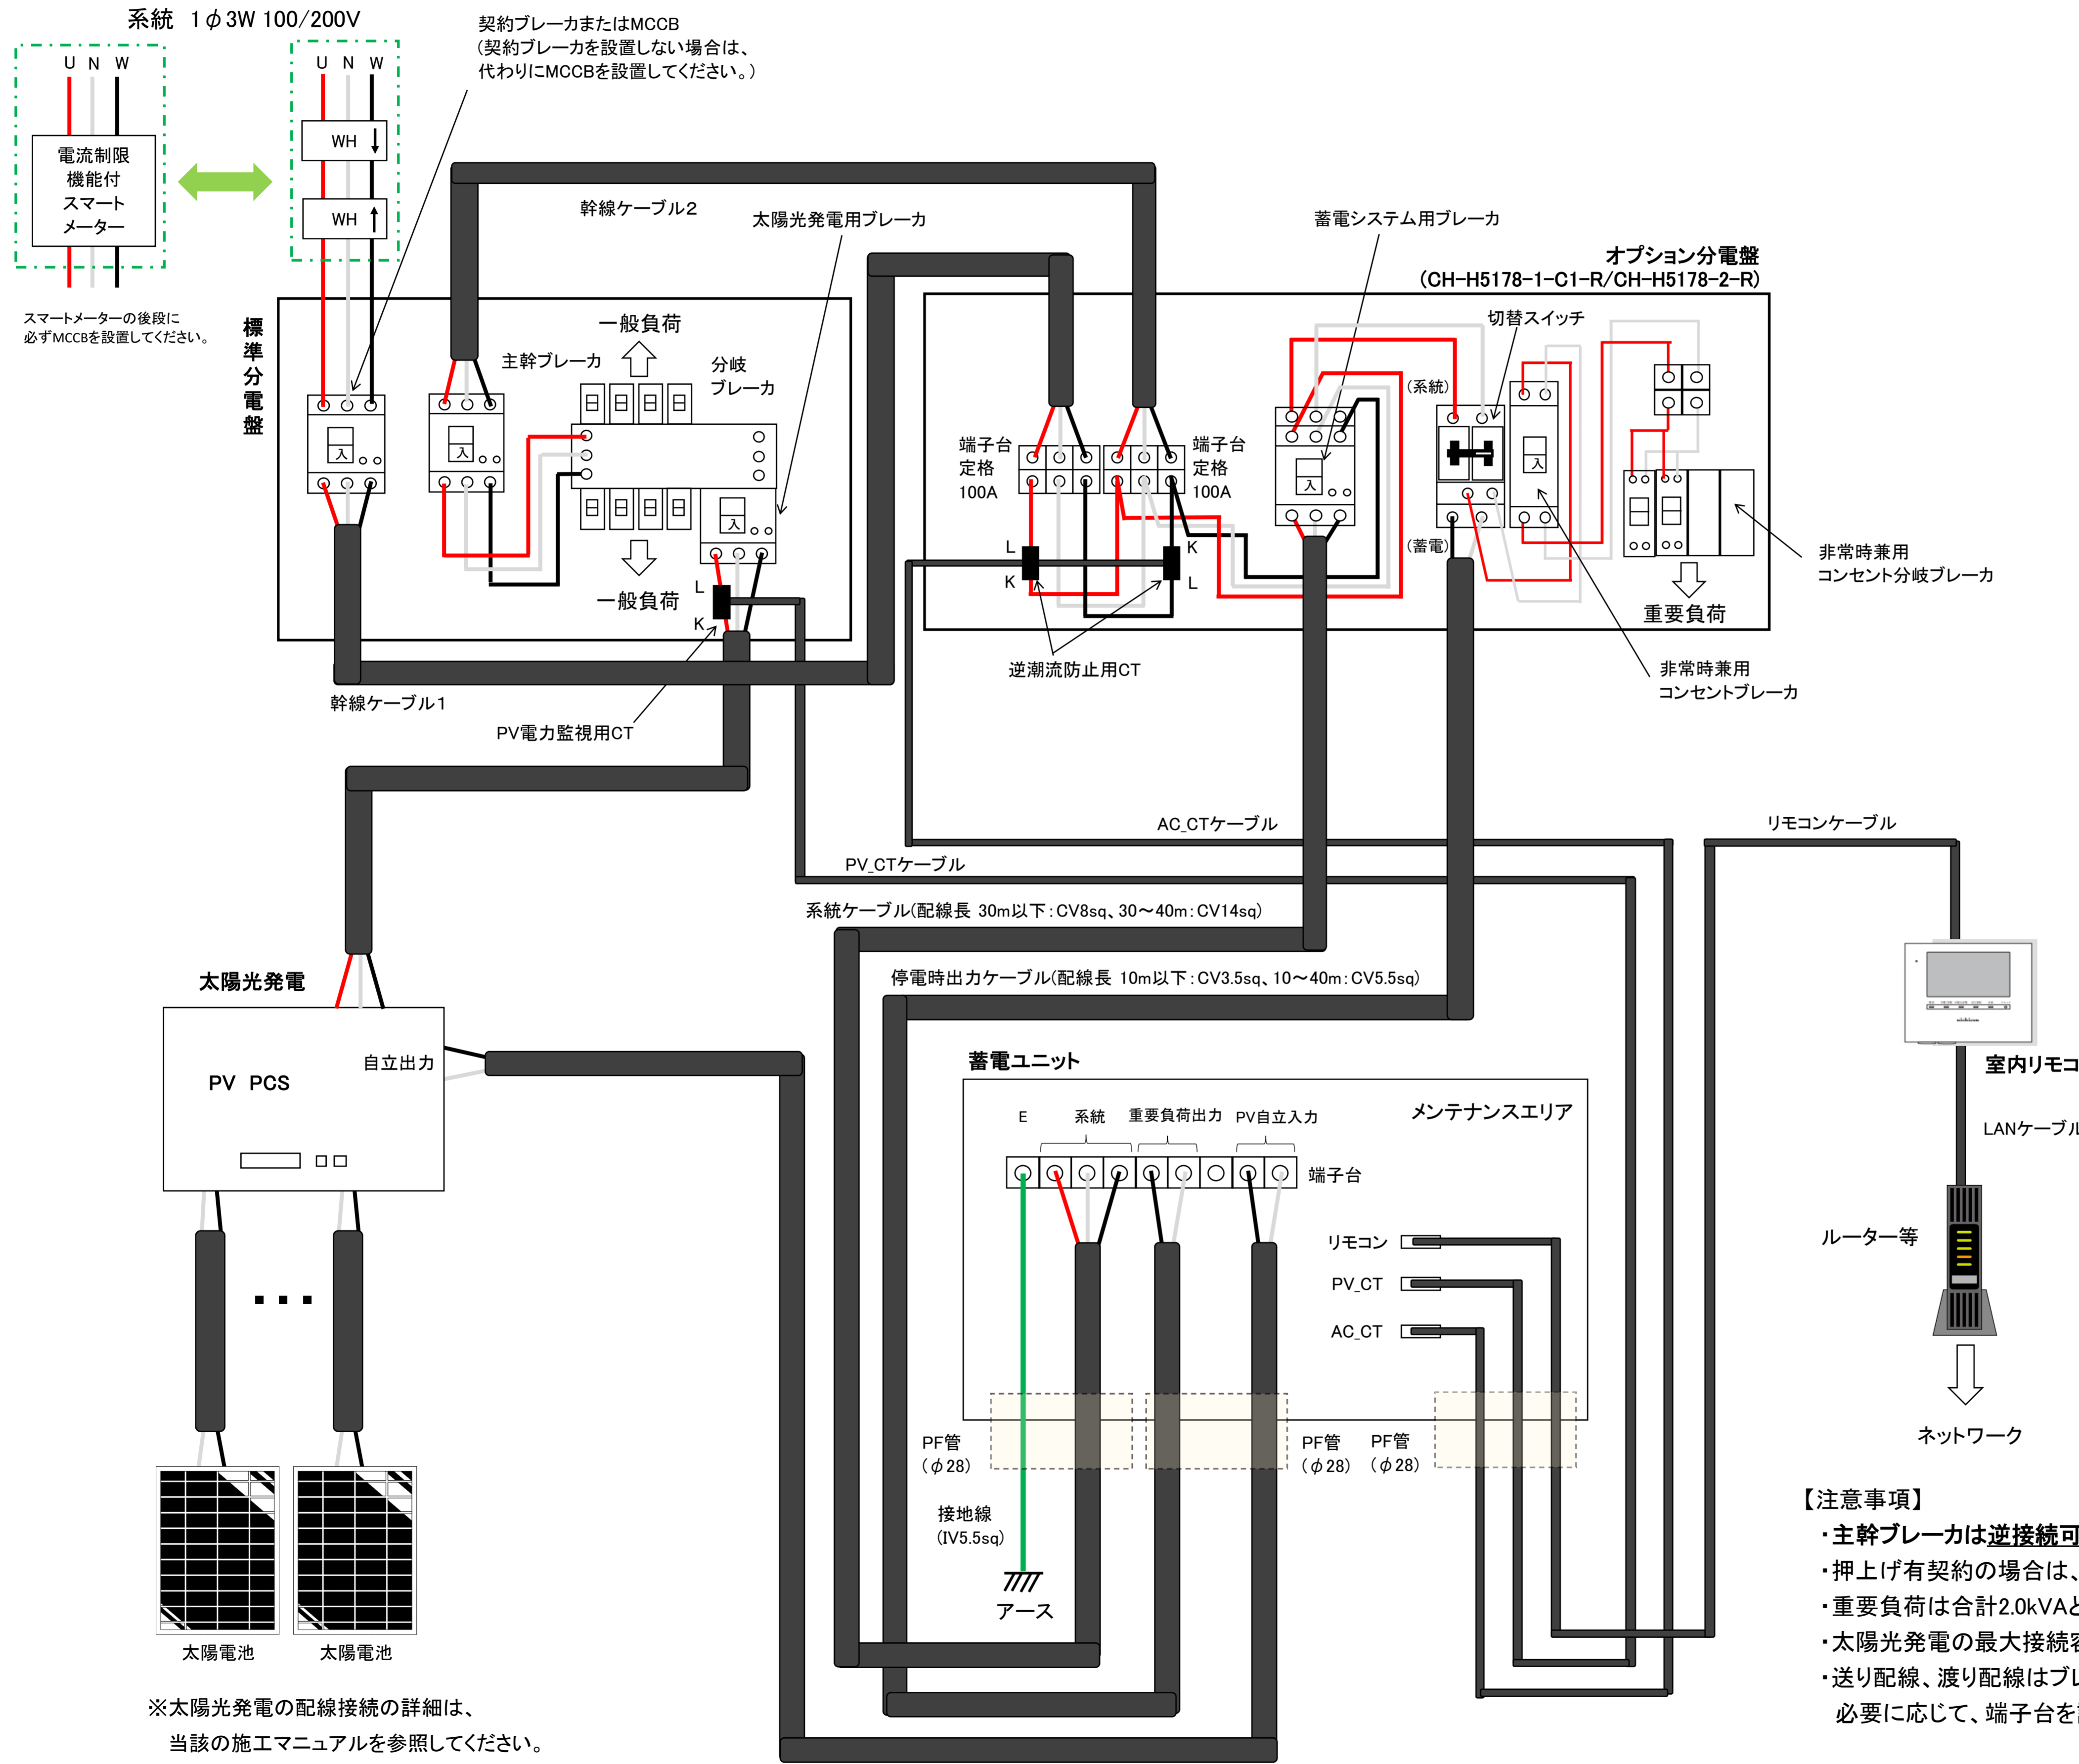 系統 1φ3W 100/200V
U N W
U N W
電流制限
機能付
スマート
メーター
WH
WH
スマートメーターの後段に
必ずMCCBを設置してください。
契約ブレーカまたはMCCB
(契約ブレーカを設置しない場合は、
代わりにMCCBを設置してください。)
幹線ケーブル2
太陽光発電用ブレーカ
蓄電システム用ブレーカ
オプション分電盤
(CH-H5178-1-C1-R/CH-H5178-2-R)
標準分電盤
一般負荷
主幹ブレーカ
分岐
ブレーカ
入
入
入
一般負荷
L
K
端子台
定格
100A
端子台
定格
100A
L
K
K
L
入
(系統)
切替スイッチ
(蓄電)
入
重要負荷
非常時兼用
コンセント分岐ブレーカ
非常時兼用
コンセントブレーカ
逆潮流防止用CT
幹線ケーブル1
PV電力監視用CT
AC_CTケーブル
リモコンケーブル
PV_CTケーブル
系統ケーブル(配線長 30m以下:CV8sq、30~40m:CV14sq)
停電時出力ケーブル(配線長 10m以下:CV3.5sq、10~40m:CV5.5sq)
太陽光発電
PV PCS
自立出力
蓄電ユニット
メンテナンスエリア
E
系統
重要負荷出力
PV自立入力
端子台
リモコン
PV_CT
AC_CT
PF管
(φ28)
PF管
(φ28)
PF管
(φ28)
接地線
(IV5.5sq)
アース
室内リモコ
LANケーブル
ルーター等
ネットワーク
太陽電池
太陽電池
※太陽光発電の配線接続の詳細は、
当該の施工マニュアルを参照してください。
【注意事項】
・主幹ブレーカは逆接続可
・押上げ有契約の場合は、
・重要負荷は合計2.0kVAと
・太陽光発電の最大接続容
・送り配線、渡り配線はブレ
必要に応じて、端子台を